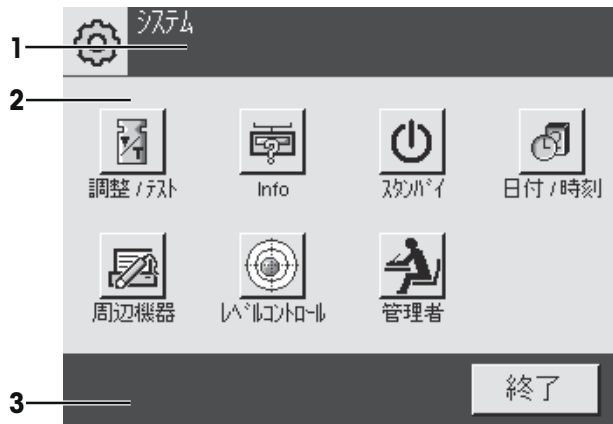 システム
1
2
調整 / テスト
Info
スタンバイ
日付 / 時刻
周辺機器
レベルコントロール
管理者
3
終了